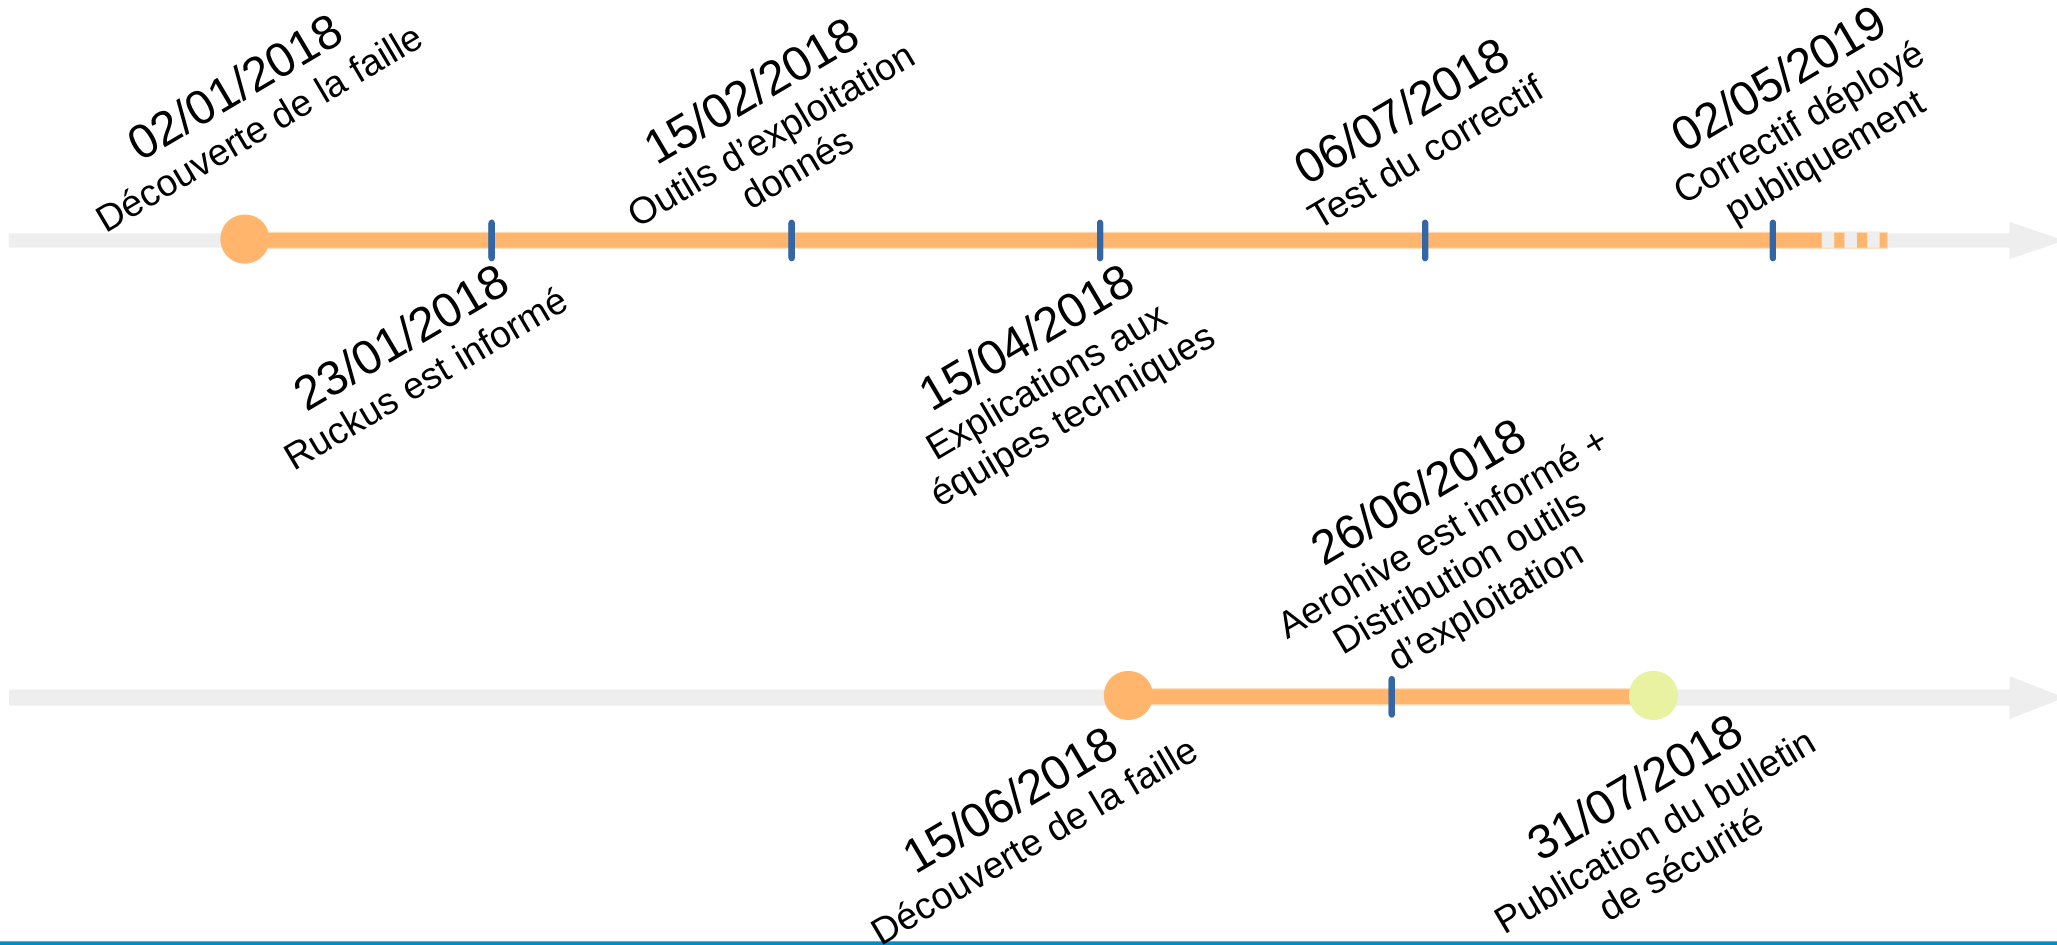 02/01/2018
Découverte de la faille
23/01/2018
Ruckus est informé
15/02/2018
Outils d’exploitation
donnés
15/04/2018
Explications aux
équipes techniques
06/07/2018
Test du correctif
02/05/2019
Correctif déployé
publiquement
15/06/2018
Découverte de la faille
26/06/2018
Aerohive est informé +
Distribution outils
d’exploitation
31/07/2018
Publication du bulletin
de sécurité